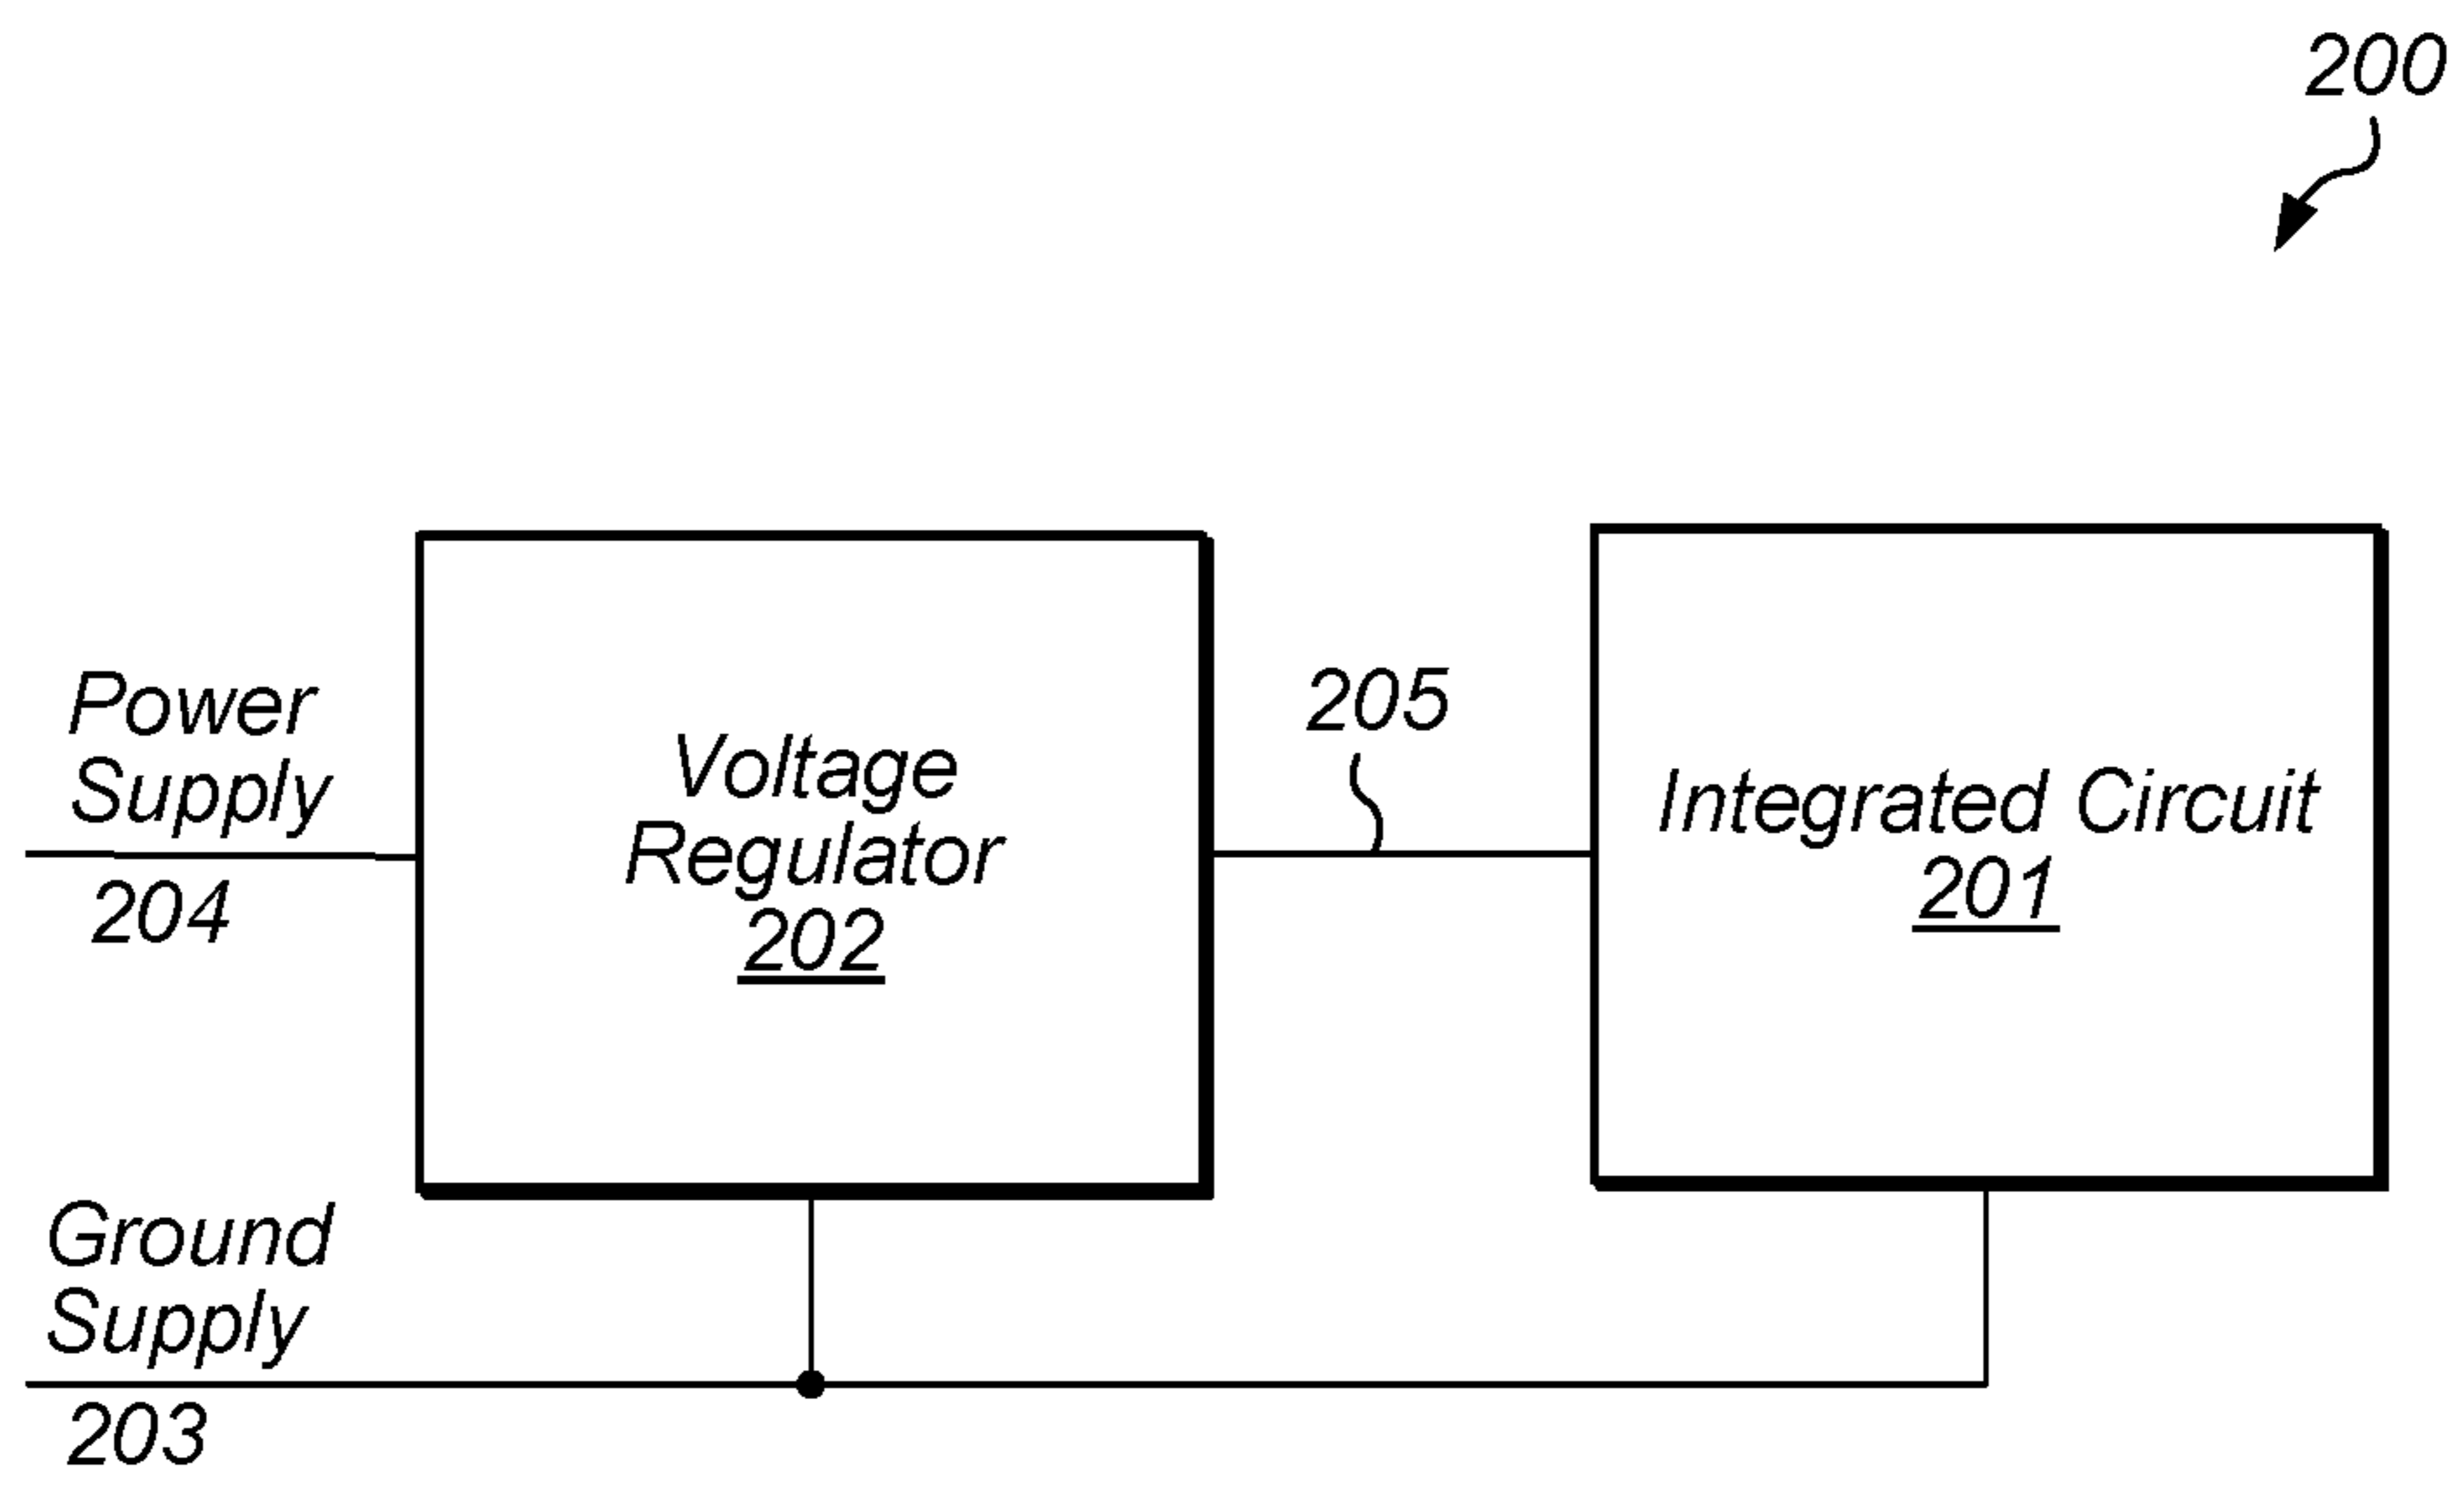 200
Power
Supply
204
Voltage
Regulator
202
205
Integrated Circuit
201
Ground
Supply
203